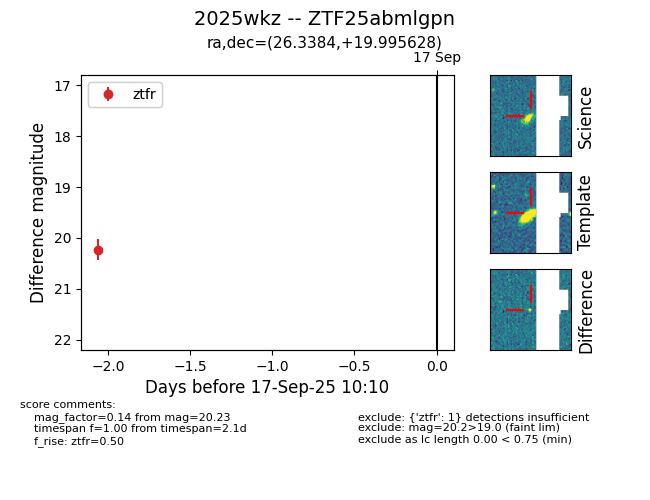 2025wkz -- ZTF25abmlgpn
ra,dec=(26.3384,+19.995628)
17 Sep
ztfr
17
18
19
20
21
22
Difference magnitude
−2.0
−1.5
−1.0
−0.5
0.0
Days before 17-Sep-25 10:10
Science
Template
Difference
score comments:
mag_factor=0.14 from mag=20.23
timespan f=1.00 from timespan=2.1d
f_rise: ztfr=0.50
exclude: {'ztfr': 1} detections insufficient
exclude: mag=20.2>19.0 (faint lim)
exclude as lc length 0.00 < 0.75 (min)